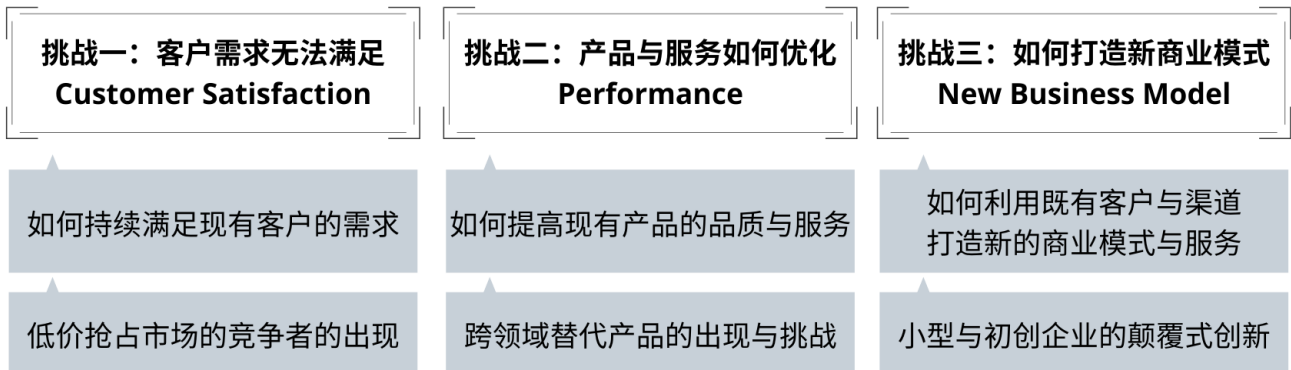 挑战一：客户需求无法满足
Customer Satisfaction
如何持续满足现有客户的需求
低价抢占市场的竞争者的出现
挑战二：产品与服务如何优化
Performance
如何提高现有产品的品质与服务
跨领域替代产品的出现与挑战
挑战三：如何打造新商业模式
New Business Model
如何利用既有客户与渠道
打造新的商业模式与服务
小型与初创企业的颠覆式创新